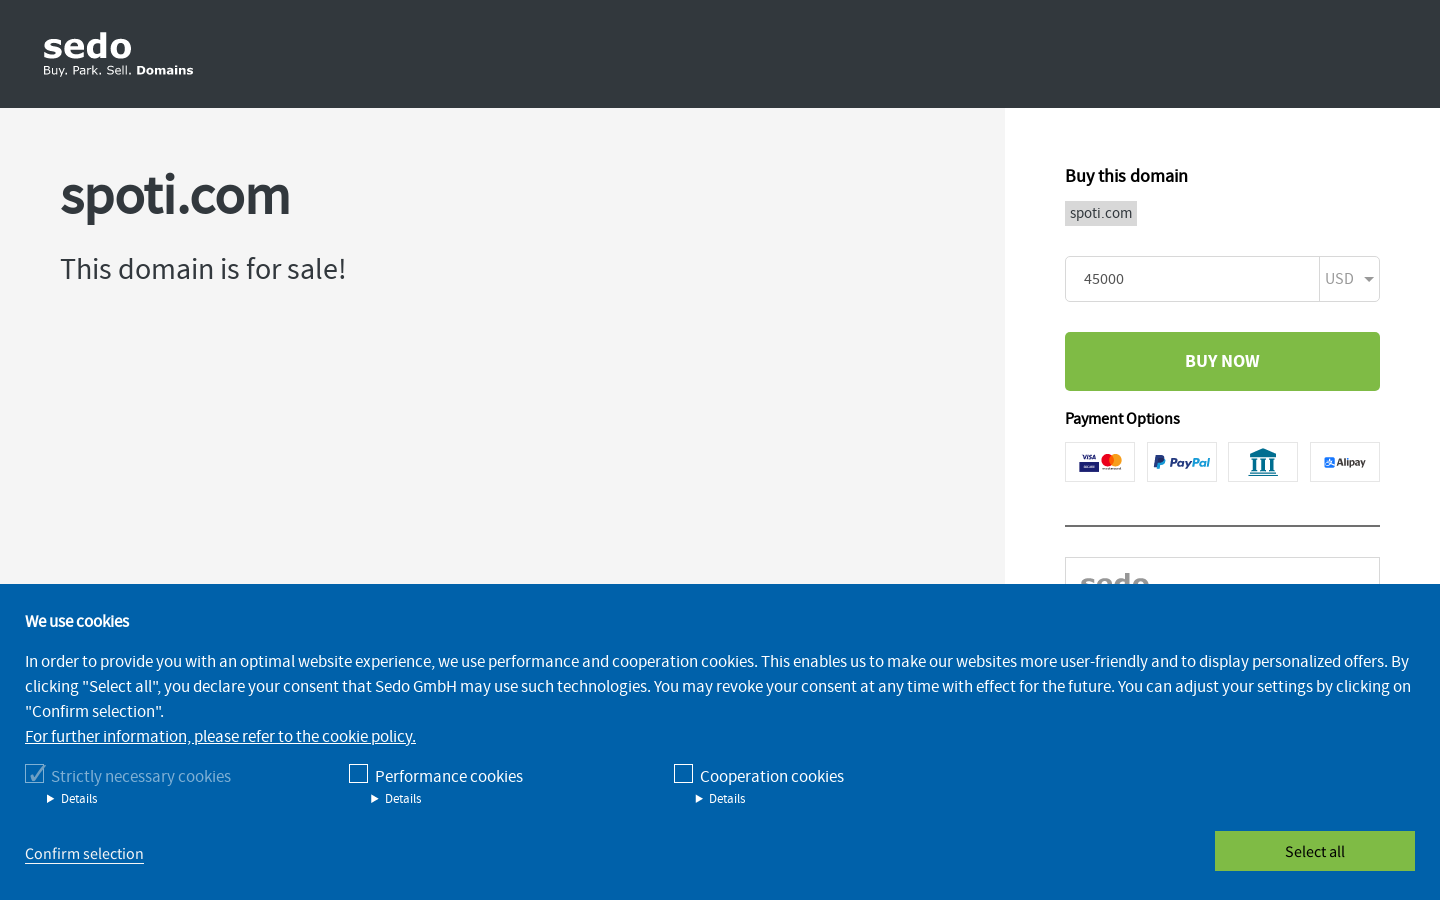 sedo
Buy. Park. Sell. Domains
spoti.com
This domain is for sale!
Buy this domain
spoti.com
45000
USD
BUY NOW
Payment Options
VISA
PayPal
Alipay
sedo
We use cookies
In order to provide you with an optimal website experience, we use performance and cooperation cookies. This enables us to make our websites more user-friendly and to display personalized offers. By
clicking "Select all", you declare your consent that Sedo GmbH may use such technologies. You may revoke your consent at any time with effect for the future. You can adjust your settings by clicking on
"Confirm selection".
For further information, please refer to the cookie policy.
Strictly necessary cookies
Details
Performance cookies
Details
Cooperation cookies
Details
Confirm selection
Select all